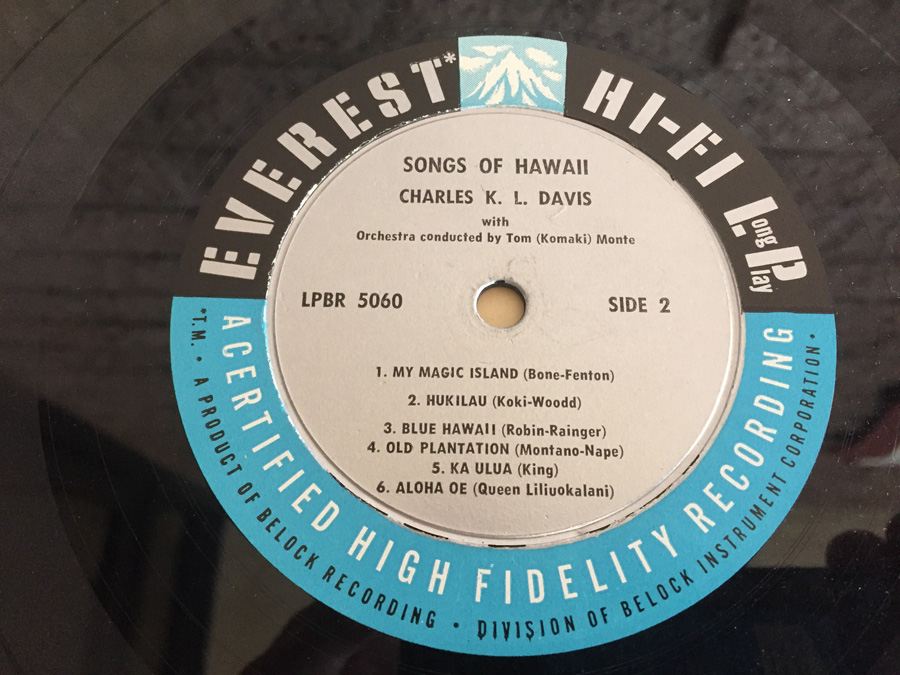 EVEREST* HI-FI Long Play
SONGS OF HAWAII
CHARLES K. L. DAVIS
with
Orchestra conducted by Tom (Komaki) Monte
LPBR 5060
SIDE 2
1. MY MAGIC ISLAND (Bone-Fenton)
2. HUKILAU (Koki-Woodd)
3. BLUE HAWAII (Robin-Rainger)
4. OLD PLANTATION (Montano-Nape)
5. KA ULUA (King)
6. ALOHA OE (Queen Liliuokalani)
A CERTIFIED HIGH FIDELITY RECORDING
*T.M. • A PRODUCT OF BELOCK RECORDING • DIVISION OF BELOCK INSTRUMENT CORPORATION •